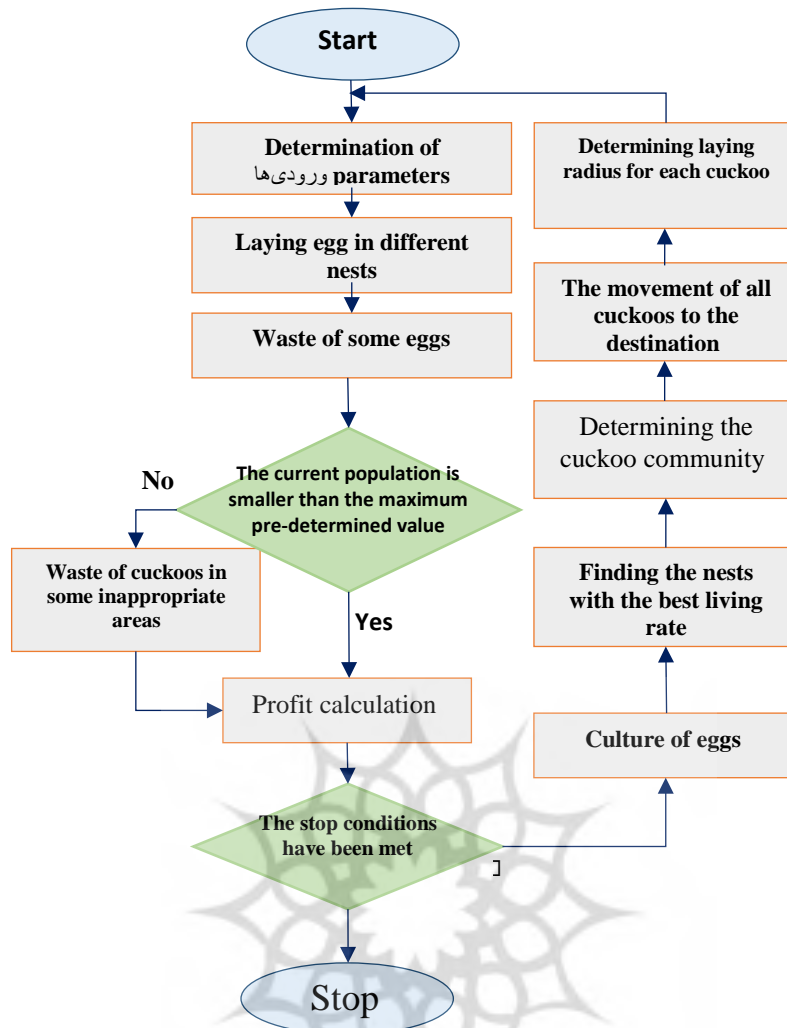 Start
Determination of
ورودی‌ها parameters
Laying egg in different
nests
Waste of some eggs
The current population is
smaller than the maximum
pre-determined value
No
Waste of cuckoos in
some inappropriate
areas
Yes
Profit calculation
The stop conditions
have been met
Stop
Culture of eggs
Finding the nests
with the best living
rate
Determining the
cuckoo community
The movement of all
cuckoos to the
destination
Determining laying
radius for each cuckoo